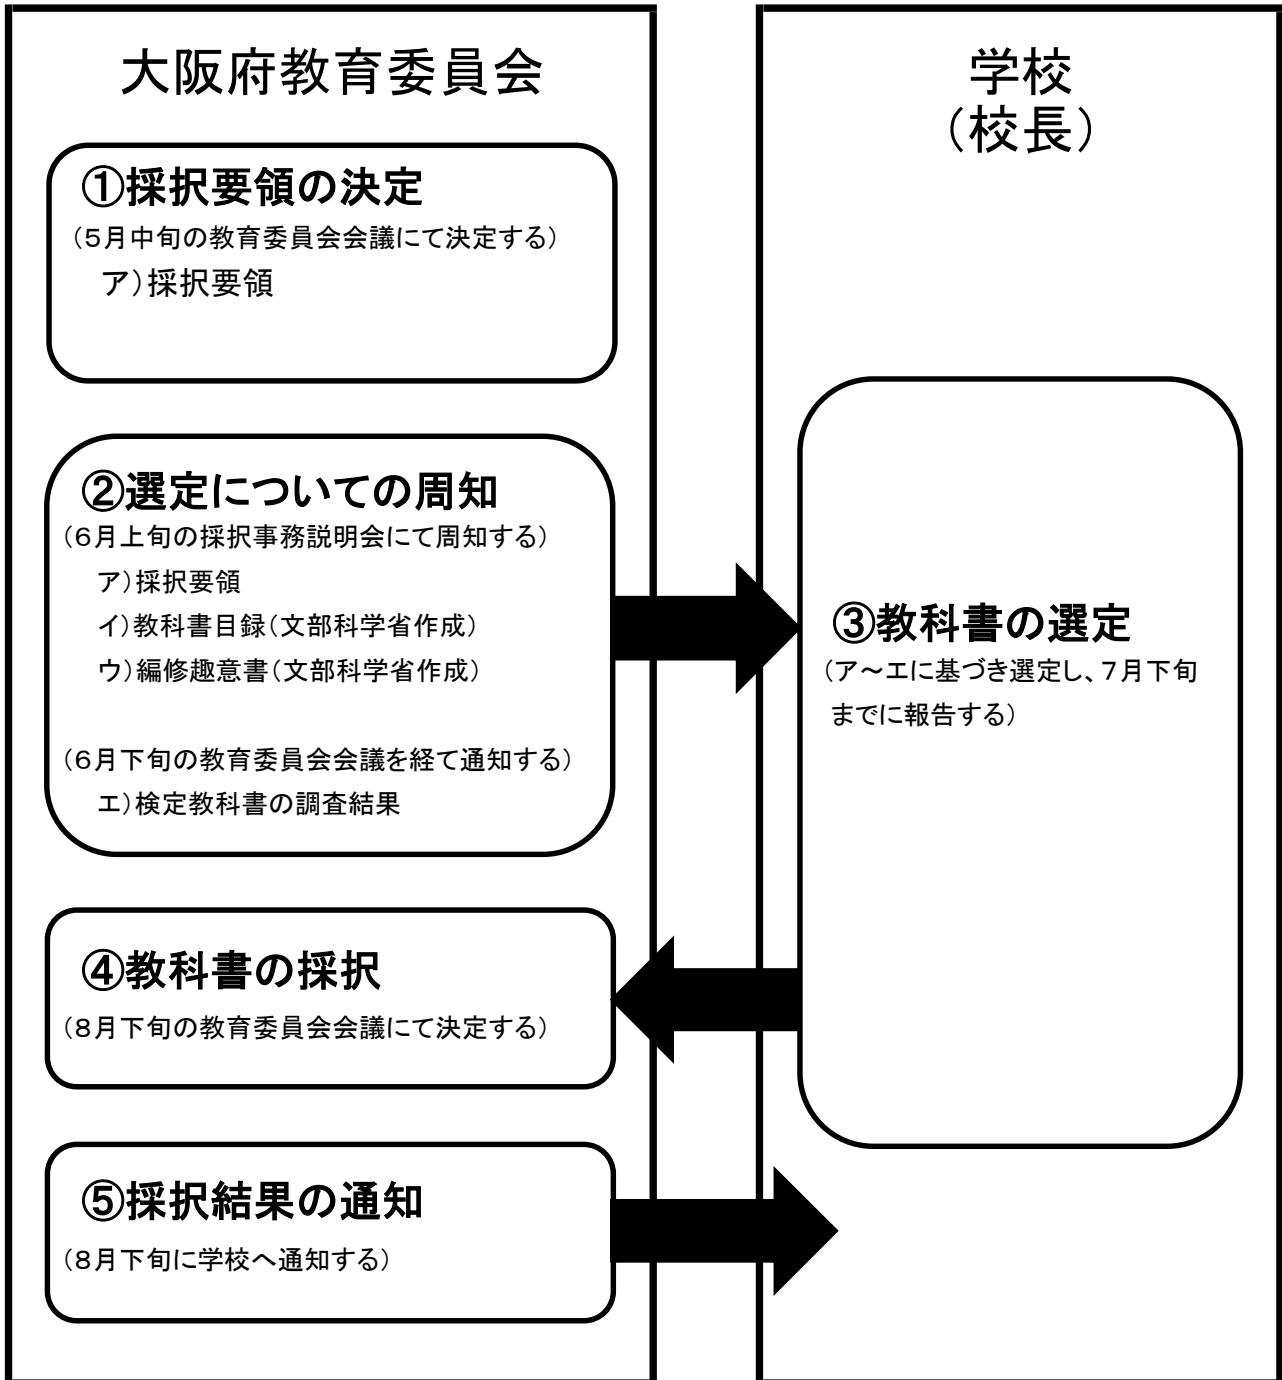 大阪府教育委員会
①採択要領の決定
（５月中旬の教育委員会会議にて決定する）
ア）採択要領
②選定についての周知
（６月上旬の採択事務説明会にて周知する）
ア）採択要領
イ）教科書目録（文部科学省作成）
ウ）編修趣意書（文部科学省作成）
（６月下旬の教育委員会会議を経て通知する）
エ）検定教科書の調査結果
④教科書の採択
（８月下旬の教育委員会会議にて決定する）
⑤採択結果の通知
（８月下旬に学校へ通知する）
学校
（校長）
③教科書の選定
（ア～エに基づき選定し、７月下旬
までに報告する）